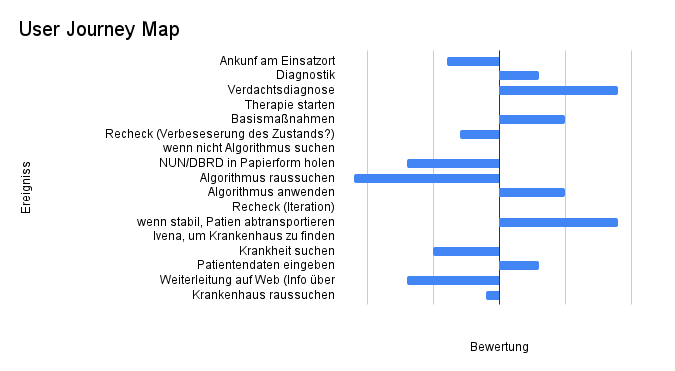 User Journey Map
Ankunf am Einsatzort
Diagnostik
Verdachtsdiagnose
Therapie starten
Basismaßnahmen
Recheck (Verbeseserung des Zustands?)
wenn nicht Algorithmus suchen
NUN/DBRD in Papierform holen
Algorithmus raussuchen
Algorithmus anwenden
Recheck (Iteration)
wenn stabil, Patien abtransportieren
Ivena, um Krankenhaus zu finden
Krankheit suchen
Patientendaten eingeben
Weiterleitung auf Web (Info über
Krankenhaus raussuchen
Ereigniss
Bewertung